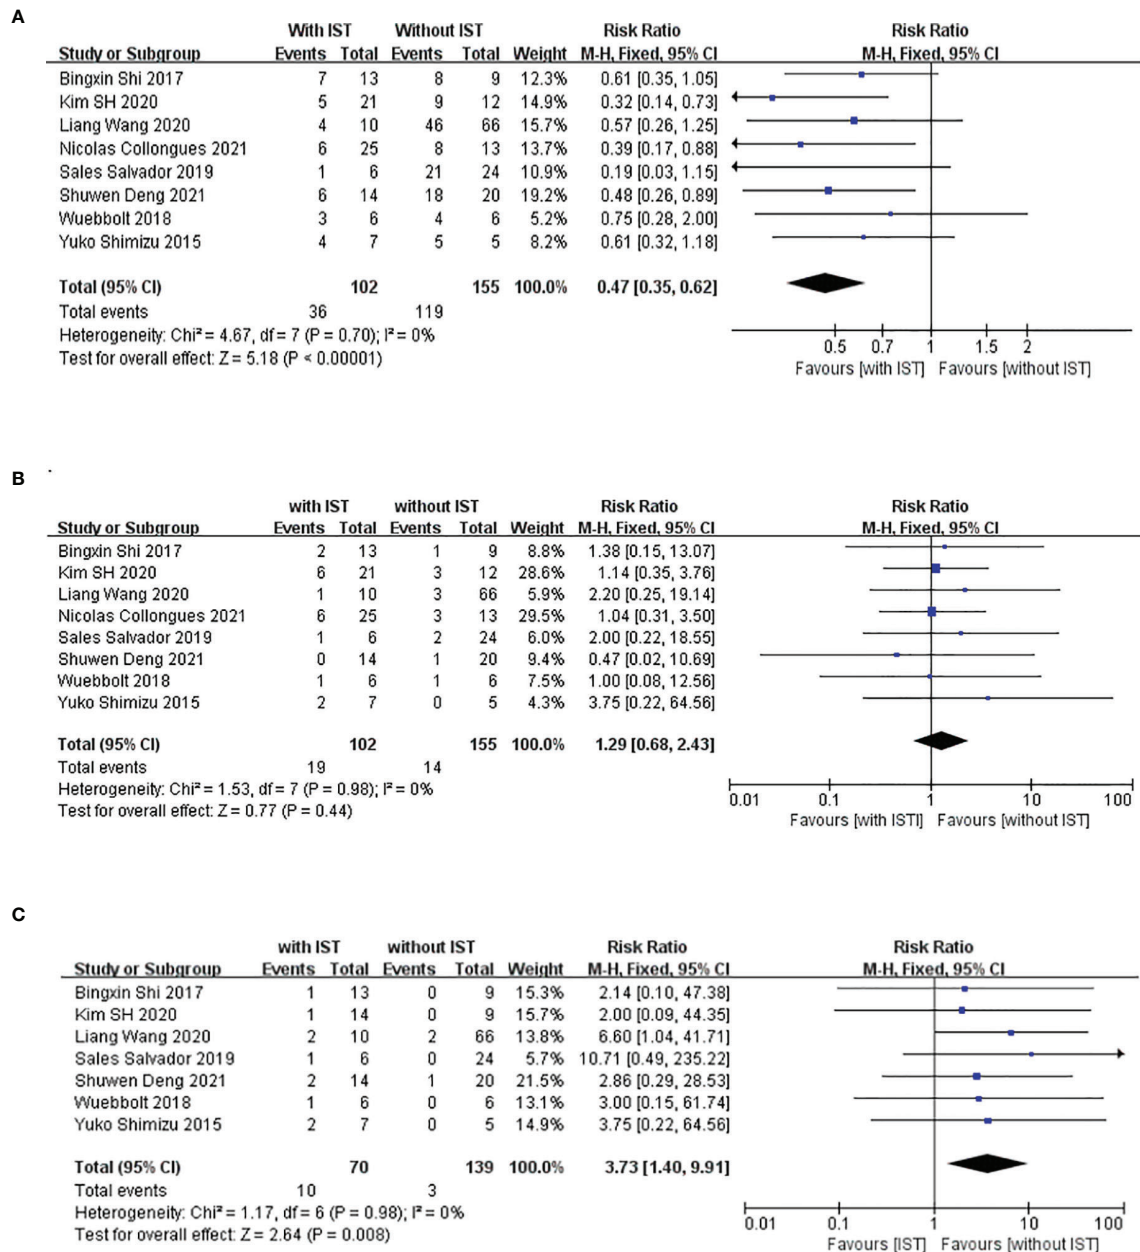 A
With IST Without IST Risk Ratio Risk Ratio
Study or Subgroup Events Total Events Total Weight M-H, Fixed, 95% CI M-H, Fixed, 95% CI
Bingxin Shi 2017 7 13 8 9 12.3% 0.61 [0.35, 1.05]
Kim SH 2020 5 21 9 12 14.9% 0.32 [0.14, 0.73]
Liang Wang 2020 4 10 46 66 15.7% 0.57 [0.26, 1.25]
Nicolas Collongues 2021 6 25 8 13 13.7% 0.39 [0.17, 0.88]
Sales Salvador 2019 1 6 21 24 10.9% 0.19 [0.03, 1.15]
Shuwen Deng 2021 6 14 18 20 19.2% 0.48 [0.26, 0.89]
Wuebbolt 2018 3 6 4 6 5.2% 0.75 [0.28, 2.00]
Yuko Shimizu 2015 4 7 5 5 8.2% 0.61 [0.32, 1.18]
Total (95% CI) 102 155 100.0% 0.47 [0.35, 0.62]
Total events 36 119
Heterogeneity: Chi² = 4.67, df = 7 (P = 0.70); I² = 0%
Test for overall effect: Z = 5.18 (P < 0.00001)
0.5 0.7 1 1.5 2
Favours [with IST] Favours [without IST]
B
with IST without IST Risk Ratio Risk Ratio
Study or Subgroup Events Total Events Total Weight M-H, Fixed, 95% CI M-H, Fixed, 95% CI
Bingxin Shi 2017 2 13 1 9 8.8% 1.38 [0.15, 13.07]
Kim SH 2020 6 21 3 12 28.6% 1.14 [0.35, 3.76]
Liang Wang 2020 1 10 3 66 5.9% 2.20 [0.25, 19.14]
Nicolas Collongues 2021 6 25 3 13 29.5% 1.04 [0.31, 3.50]
Sales Salvador 2019 1 6 2 24 6.0% 2.00 [0.22, 18.55]
Shuwen Deng 2021 0 14 1 20 9.4% 0.47 [0.02, 10.69]
Wuebbolt 2018 1 6 1 6 7.5% 1.00 [0.08, 12.56]
Yuko Shimizu 2015 2 7 0 5 4.3% 3.75 [0.22, 64.56]
Total (95% CI) 102 155 100.0% 1.29 [0.68, 2.43]
Total events 19 14
Heterogeneity: Chi² = 1.53, df = 7 (P = 0.98); I² = 0%
Test for overall effect: Z = 0.77 (P = 0.44)
0.01 0.1 1 10 100
Favours [with ISTI] Favours [without IST]
C
with IST without IST Risk Ratio Risk Ratio
Study or Subgroup Events Total Events Total Weight M-H, Fixed, 95% CI M-H, Fixed, 95% CI
Bingxin Shi 2017 1 13 0 9 15.3% 2.14 [0.10, 47.38]
Kim SH 2020 1 14 0 9 15.7% 2.00 [0.09, 44.35]
Liang Wang 2020 2 10 2 66 13.8% 6.60 [1.04, 41.71]
Sales Salvador 2019 1 6 0 24 5.7% 10.71 [0.49, 235.22]
Shuwen Deng 2021 2 14 1 20 21.5% 2.86 [0.29, 28.53]
Wuebbolt 2018 1 6 0 6 13.1% 3.00 [0.15, 61.74]
Yuko Shimizu 2015 2 7 0 5 14.9% 3.75 [0.22, 64.56]
Total (95% CI) 70 139 100.0% 3.73 [1.40, 9.91]
Total events 10 3
Heterogeneity: Chi² = 1.17, df = 6 (P = 0.98); I² = 0%
Test for overall effect: Z = 2.64 (P = 0.008)
0.01 0.1 1 10 100
Favours [IST] Favours [without IST]